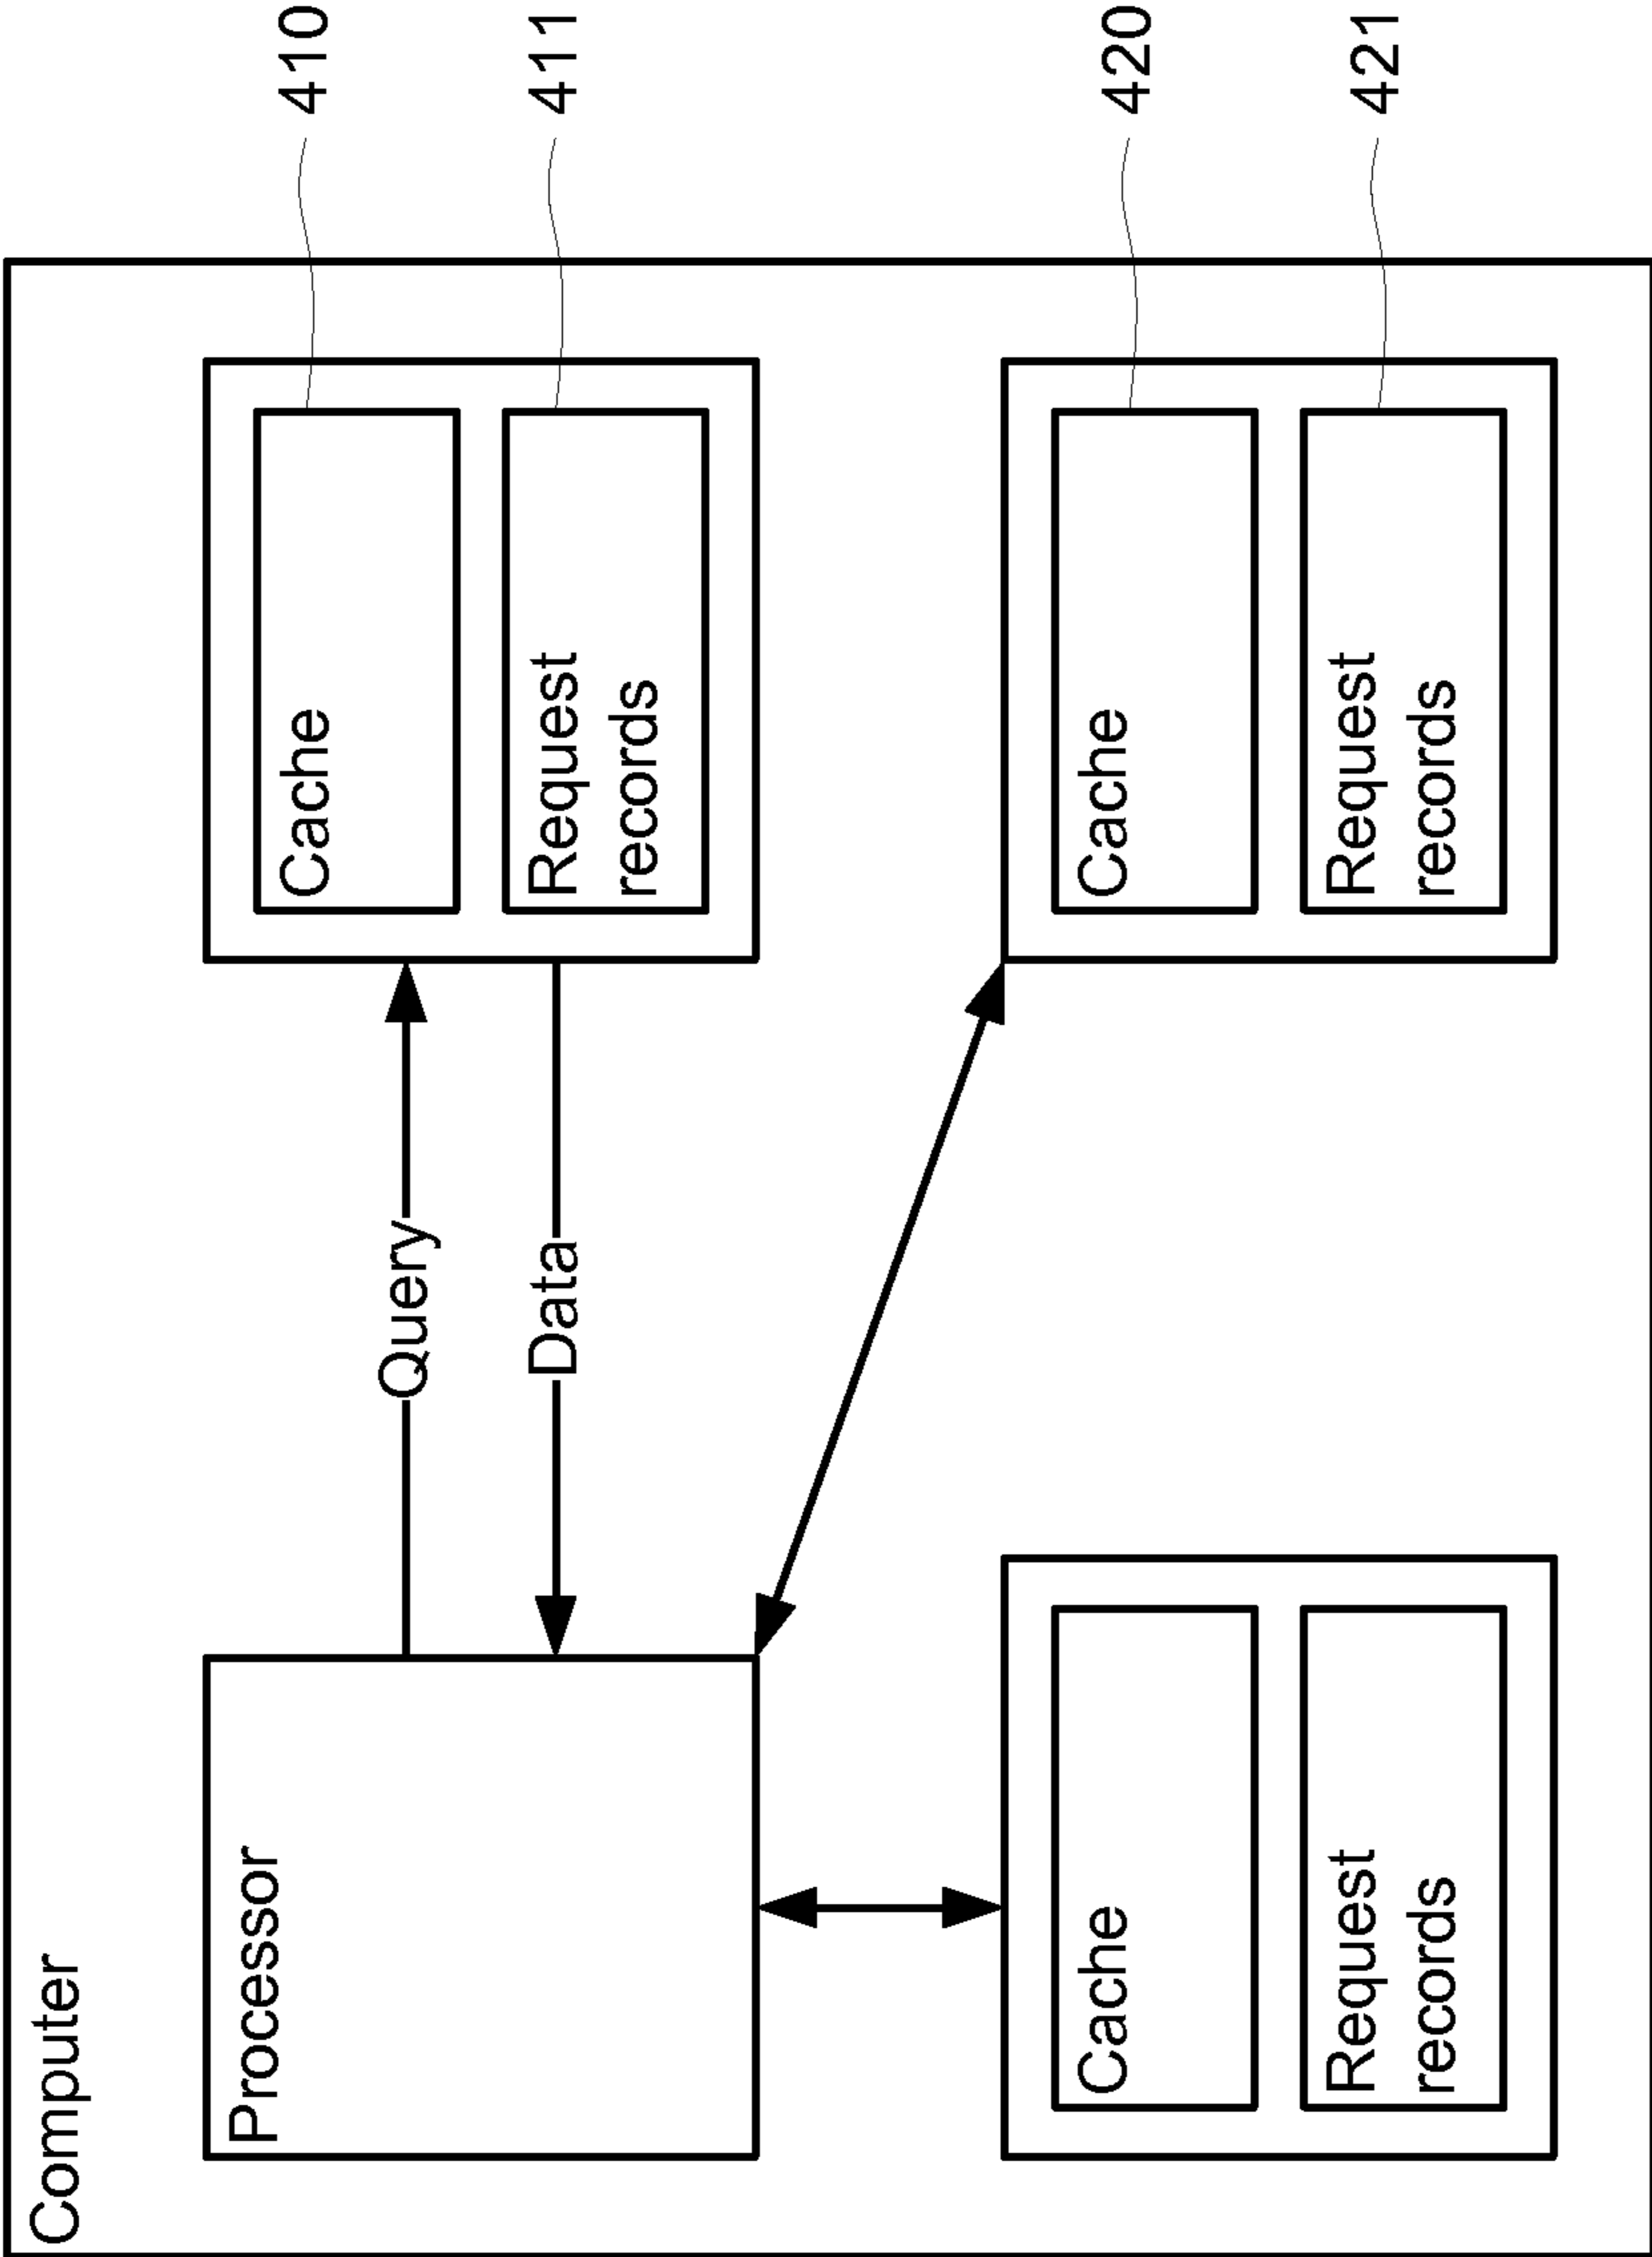 Computer
Processor
Query
Data
Cache
410
Request
records
411
Cache
Request
records
Cache
420
Request
records
421